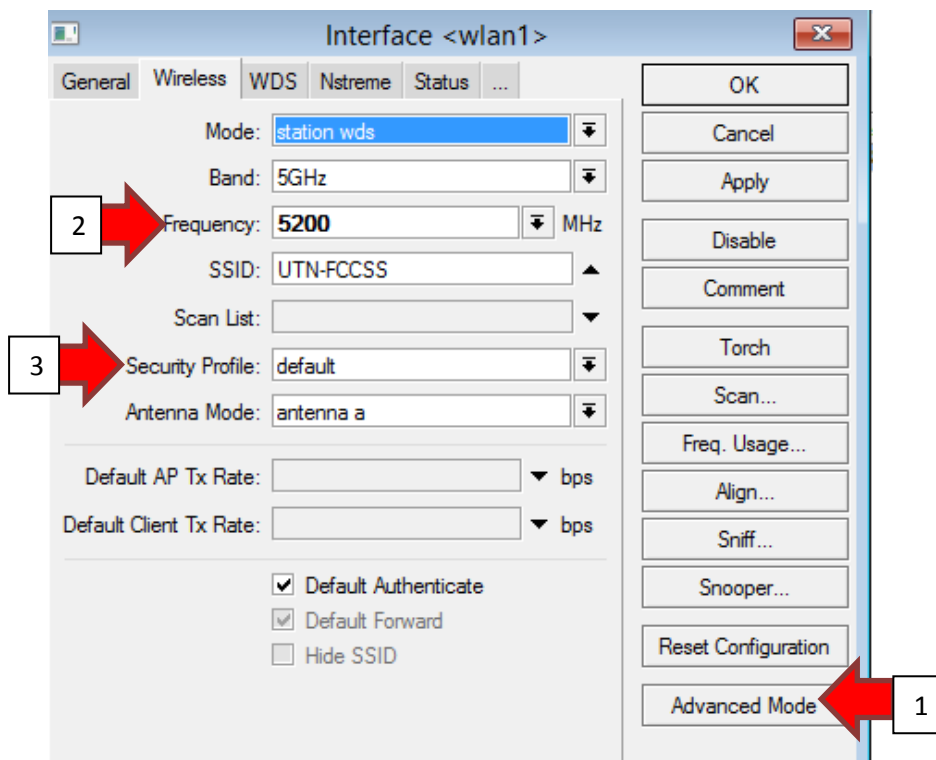 Interface <wlan1>
General Wireless WDS Nstreme Status ...
Mode: station wds
Band: 5GHz
2
Frequency: 5200 MHz
SSID: UTN-FCCSS
Scan List:
3
Security Profile: default
Antenna Mode: antenna a
Default AP Tx Rate: bps
Default Client Tx Rate: bps
Default Authenticate
Default Forward
Hide SSID
OK
Cancel
Apply
Disable
Comment
Torch
Scan...
Freq. Usage...
Align...
Sniff...
Snooper...
Reset Configuration
Advanced Mode
1